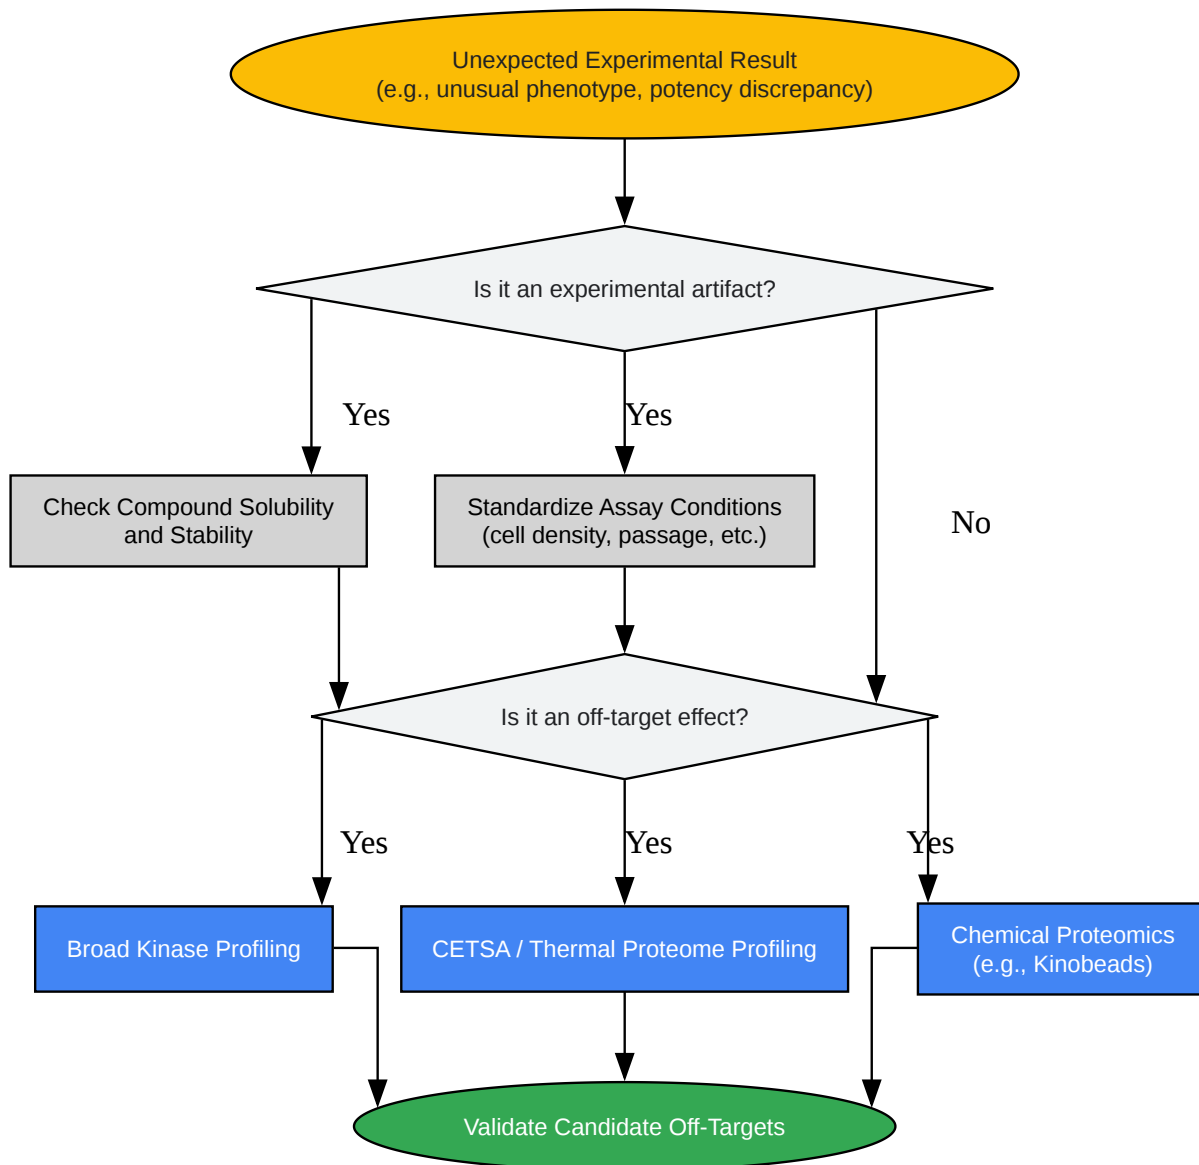 Unexpected Experimental Result
(e.g., unusual phenotype, potency discrepancy)
Is it an experimental artifact?
Yes
Yes
Check Compound Solubility
and Stability
Standardize Assay Conditions
(cell density, passage, etc.)
No
Is it an off-target effect?
Yes
Yes
Yes
Broad Kinase Profiling
CETSA / Thermal Proteome Profiling
Chemical Proteomics
(e.g., Kinobeads)
Validate Candidate Off-Targets